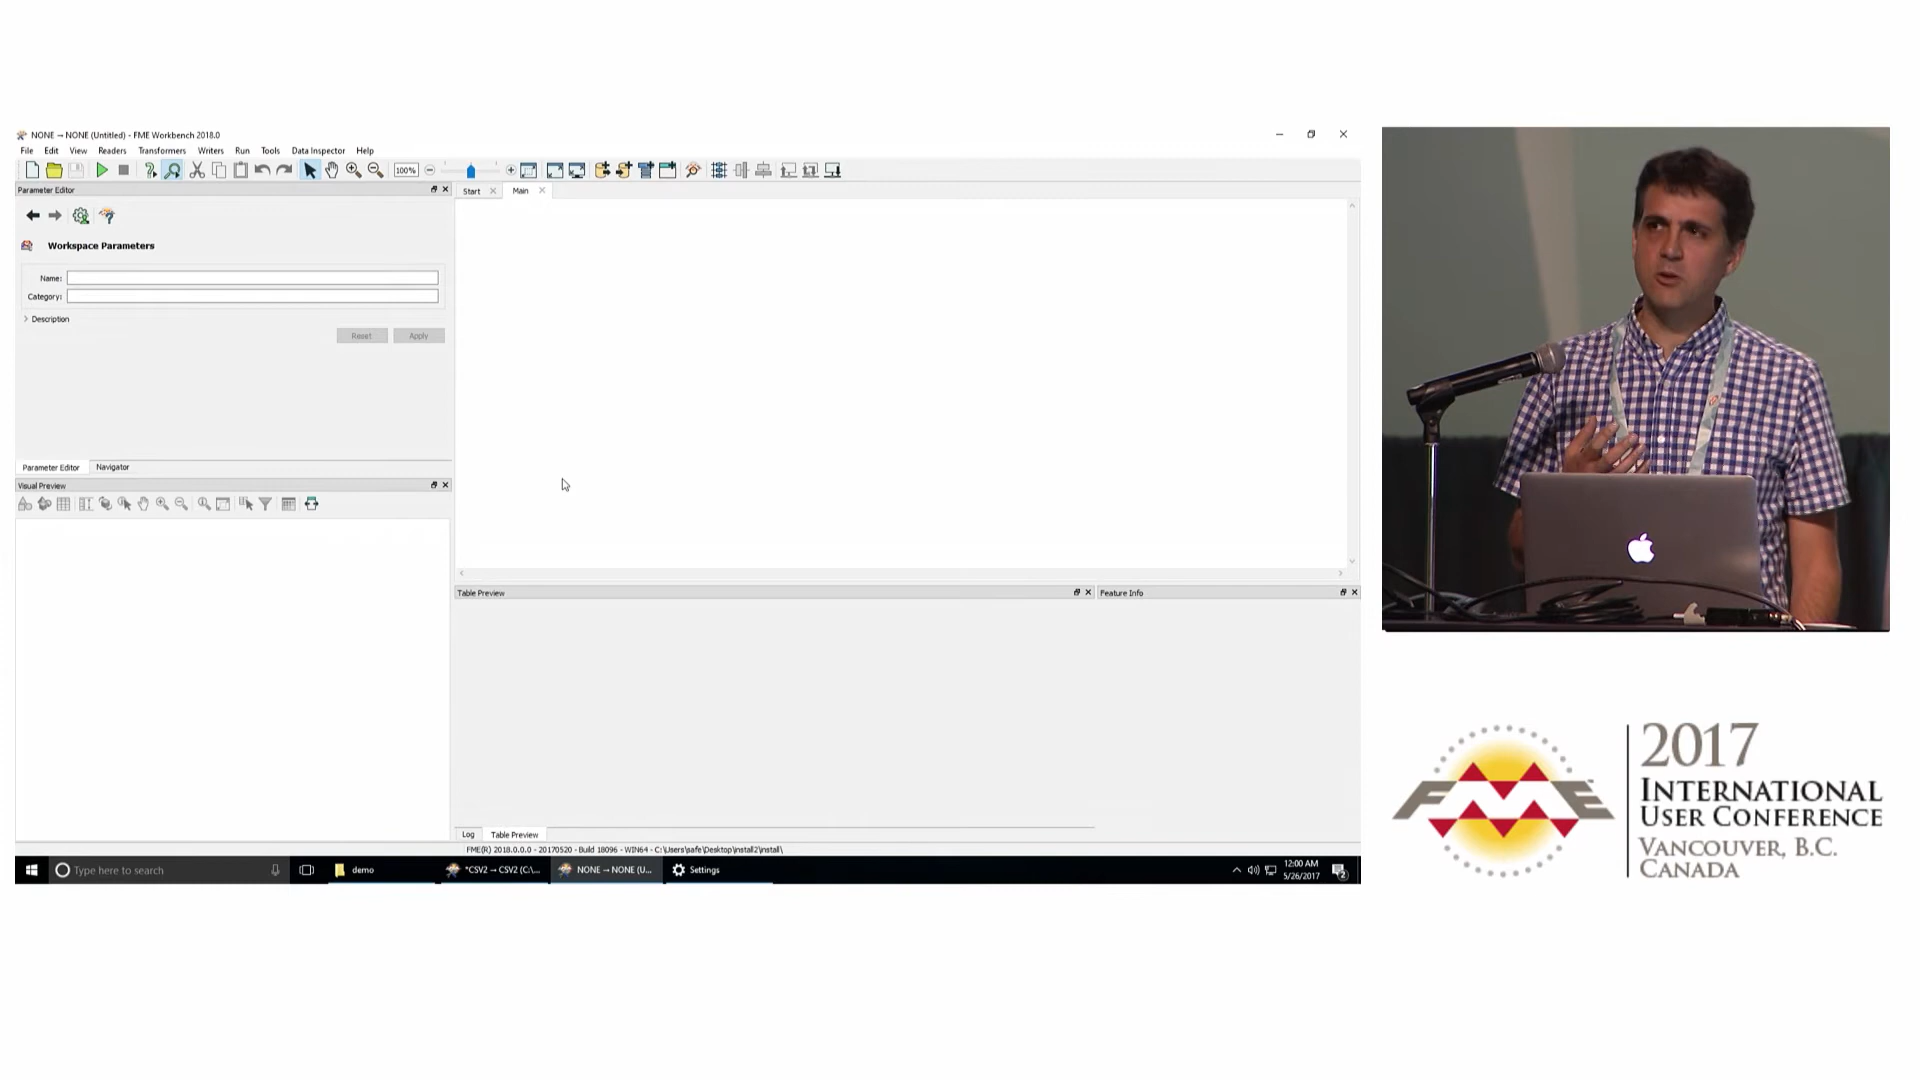 NONE → NONE (Untitled) - FME Workbench 2018.0
File Edit View Readers Transformers Writers Run Tools Data Inspector Help
100%
Parameter Editor
Start Main
Workspace Parameters
Name:
Category:
Description
Reset Apply
Parameter Editor Navigator
Visual Preview
Table Preview
Feature Info
Log Table Preview
FME(R) 2018.0.0.0 - 20170520 - Build 18096 - WIN64 - C:\Users\safe\Desktop\install2\install\
Type here to search
demo
*CSV2 → CSV2 (C:\...
NONE → NONE (U...
Settings
12:00 AM
5/26/2017
2
FME
2017
INTERNATIONAL
USER CONFERENCE
VANCOUVER, B.C.
CANADA